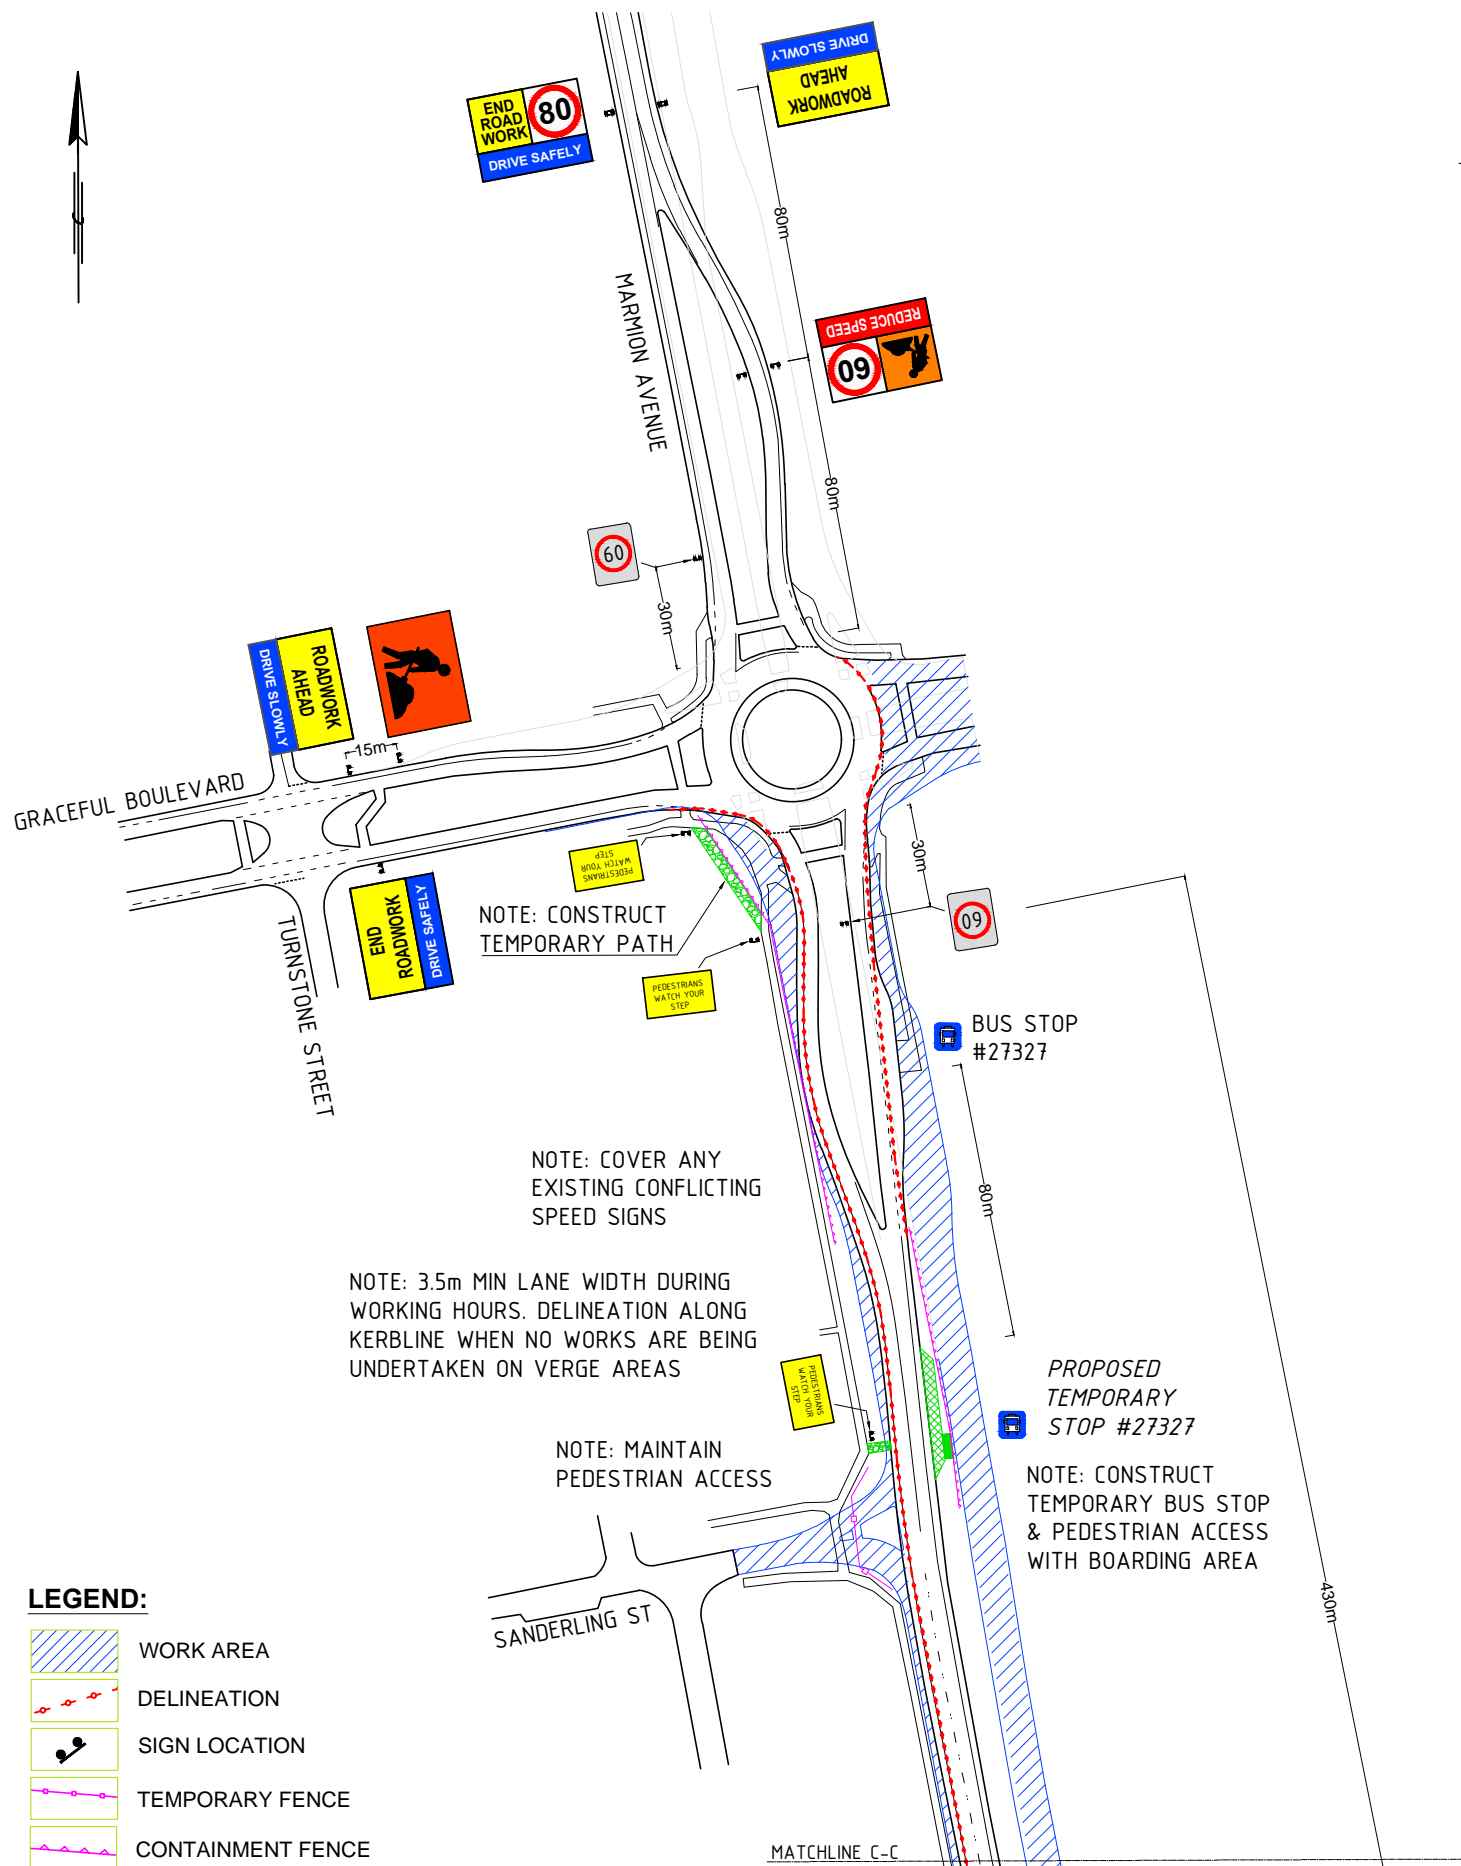 DRIVE SLOWLY
ROADWORK
AHEAD
END
ROAD
WORK
80
DRIVE SAFELY
80m
MARMION AVENUE
REDUCE SPEED
60
80m
60
30m
DRIVE SLOWLY
ROADWORK
AHEAD
15m
GRACEFUL BOULEVARD
PEDESTRIANS
WATCH YOUR
STEP
30m
END
ROADWORK
DRIVE SAFELY
NOTE: CONSTRUCT
TEMPORARY PATH
60
TURNSTONE STREET
PEDESTRIANS
WATCH YOUR
STEP
BUS STOP
#27327
NOTE: COVER ANY
EXISTING CONFLICTING
SPEED SIGNS
80m
NOTE: 3.5m MIN LANE WIDTH DURING
WORKING HOURS. DELINEATION ALONG
KERBLINE WHEN NO WORKS ARE BEING
UNDERTAKEN ON VERGE AREAS
PEDESTRIANS
WATCH YOUR
STEP
PROPOSED
TEMPORARY
STOP #27327
NOTE: MAINTAIN
PEDESTRIAN ACCESS
NOTE: CONSTRUCT
TEMPORARY BUS STOP
& PEDESTRIAN ACCESS
WITH BOARDING AREA
430m
SANDERLING ST
LEGEND:
WORK AREA
DELINEATION
SIGN LOCATION
TEMPORARY FENCE
CONTAINMENT FENCE
MATCHLINE C-C